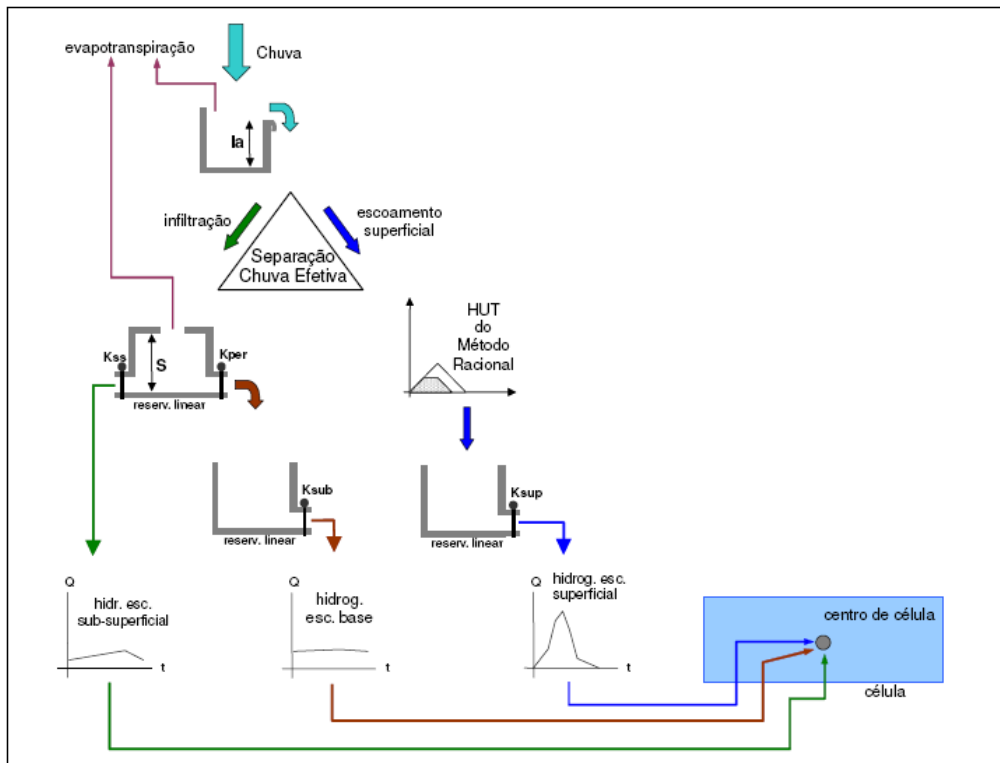 evapotranspiração
Chuva
Ia
infiltração
escoamento
superficial
Separação
Chuva Efetiva
HUT
do
Método
Racional
Kss
S
Kper
reserv. linear
Ksub
reserv. linear
Ksup
reserv. linear
Q
hidr. esc.
sub-superficial
t
Q
hidrog.
esc. base
t
Q
hidrog. esc.
superficial
t
centro de célula
célula